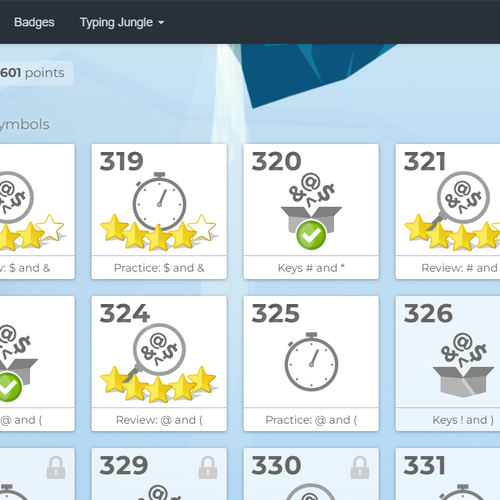 Badges Typing Jungle
601 points
ymbols
319 320 321
w: $ and & Practice: $ and & Keys # and * Review: # and
324 325 326
@ and ( Review: @ and ( Practice: @ and ( Keys ! and )
329 330 331